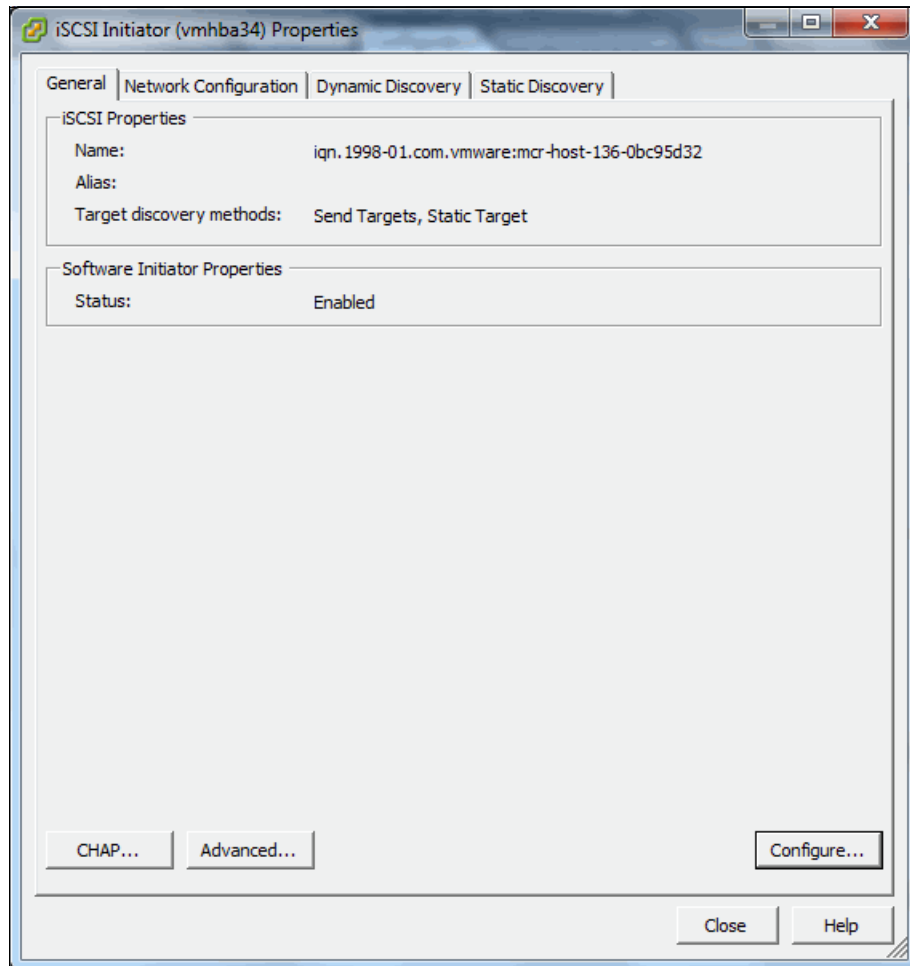 iSCSI Initiator (vmhba34) Properties
General Network Configuration Dynamic Discovery Static Discovery
iSCSI Properties
Name: iqn.1998-01.com.vmware:mcr-host-136-0bc95d32
Alias:
Target discovery methods: Send Targets, Static Target
Software Initiator Properties
Status: Enabled
CHAP... Advanced... Configure...
Close Help